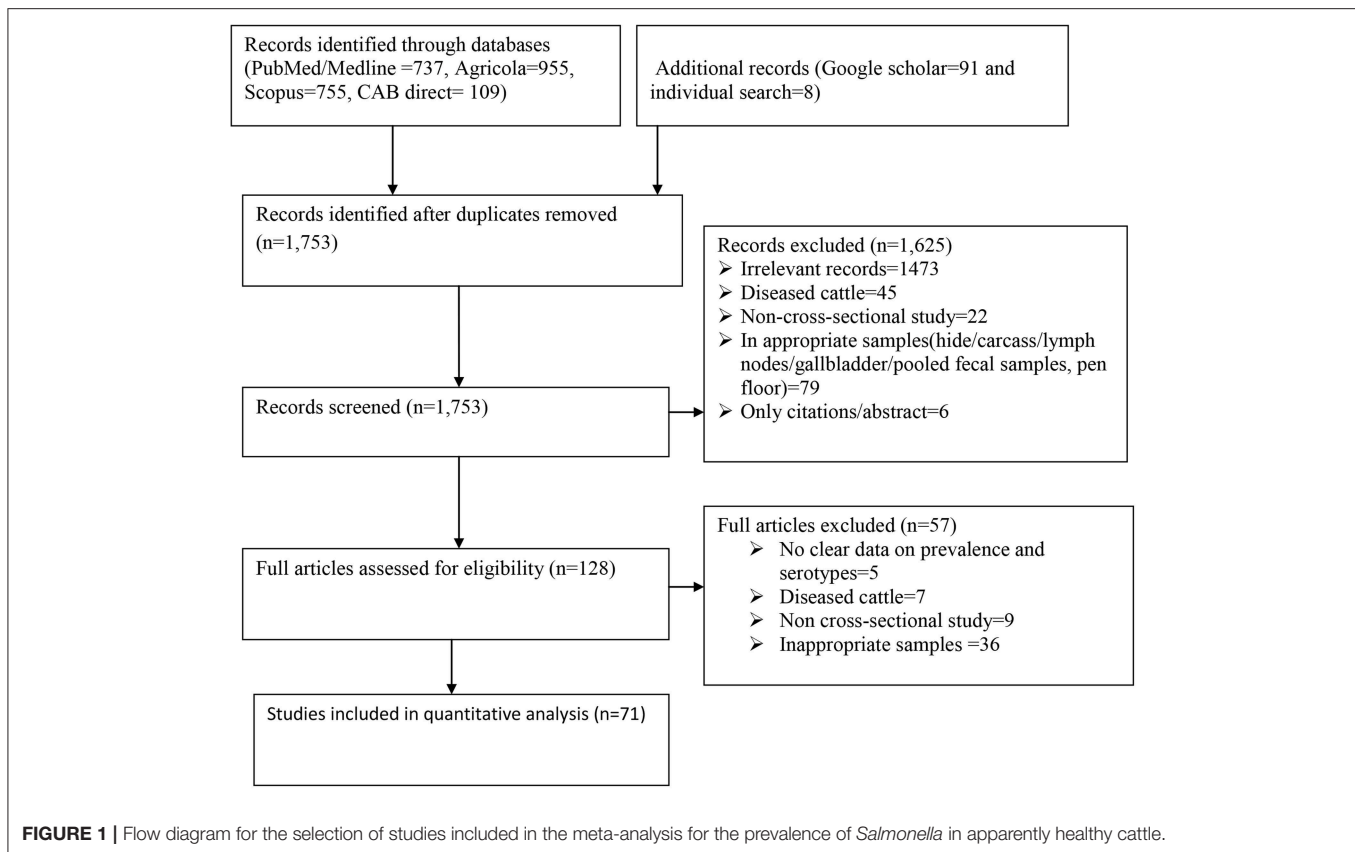 Records identified through databases
(PubMed/Medline =737, Agricola=955,
Scopus=755, CAB direct= 109)
Additional records (Google scholar=91 and
individual search=8)
Records identified after duplicates removed
(n=1,753)
Records excluded (n=1,625)
➢ Irrelevant records=1473
➢ Diseased cattle=45
➢ Non-cross-sectional study=22
➢ In appropriate samples(hide/carcass/lymph
nodes/gallbladder/pooled fecal samples, pen
floor)=79
➢ Only citations/abstract=6
Records screened (n=1,753)
Full articles excluded (n=57)
➢ No clear data on prevalence and
serotypes=5
➢ Diseased cattle=7
➢ Non cross-sectional study=9
➢ Inappropriate samples =36
Full articles assessed for eligibility (n=128)
Studies included in quantitative analysis (n=71)
FIGURE 1 | Flow diagram for the selection of studies included in the meta-analysis for the prevalence of Salmonella in apparently healthy cattle.